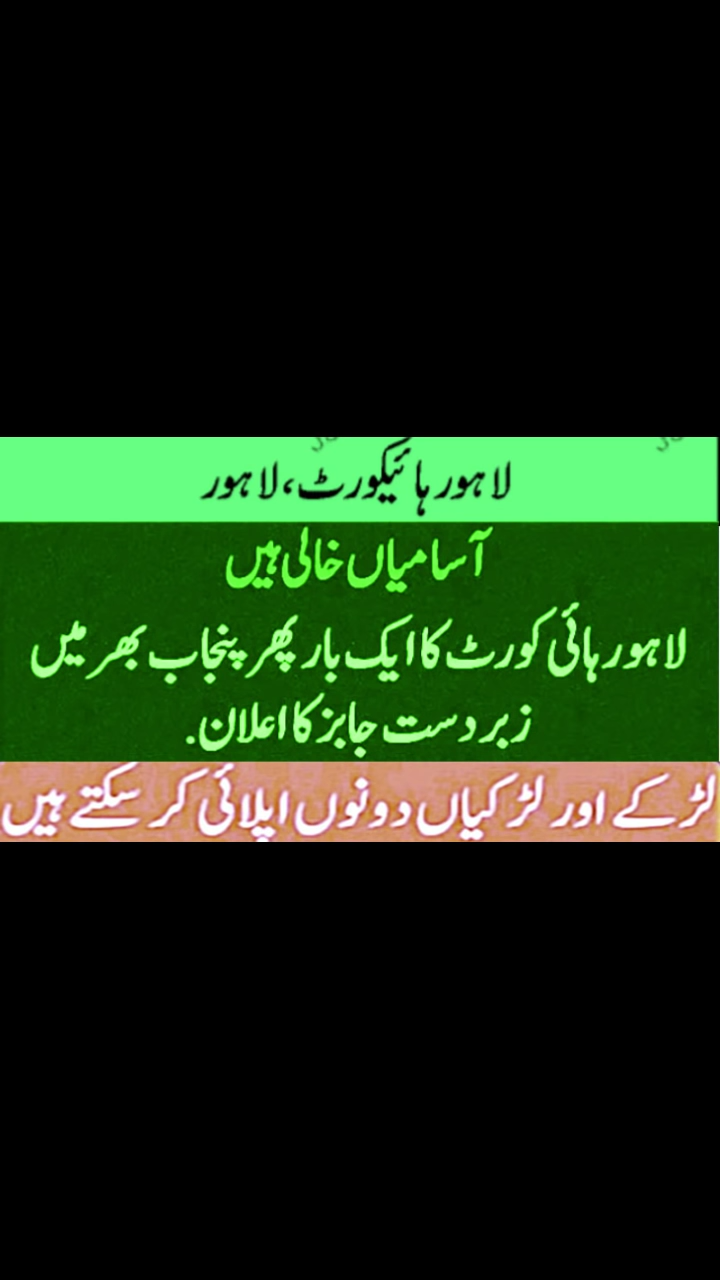 لاہور ہائیکورٹ، لاہور
آسامیاں خالی ہیں
لاہور ہائی کورٹ کا ایک بار پھر پنجاب بھر میں
زبردست جابز کا اعلان.
لڑکے اور لڑکیاں دونوں اپلائی کر سکتے ہیں